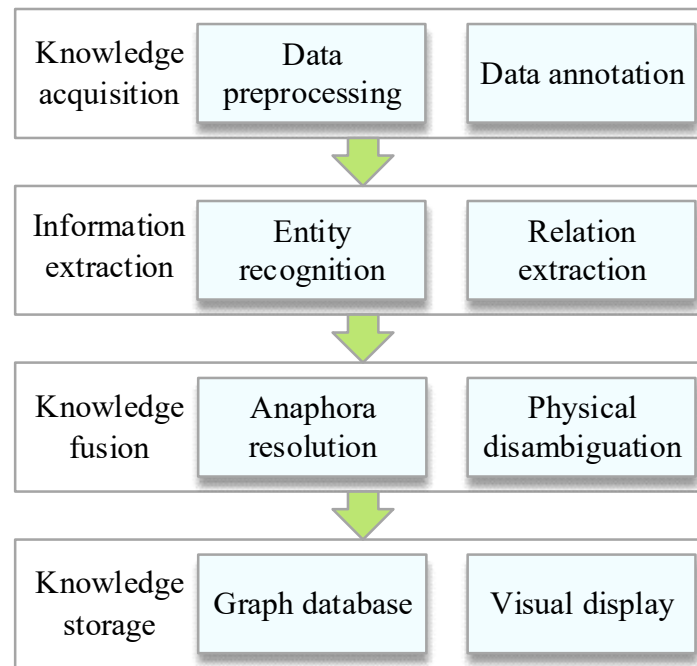 Knowledge
acquisition
Data
preprocessing
Data annotation
Information
extraction
Entity
recognition
Relation
extraction
Knowledge
fusion
Anaphora
resolution
Physical
disambiguation
Knowledge
storage
Graph database
Visual display